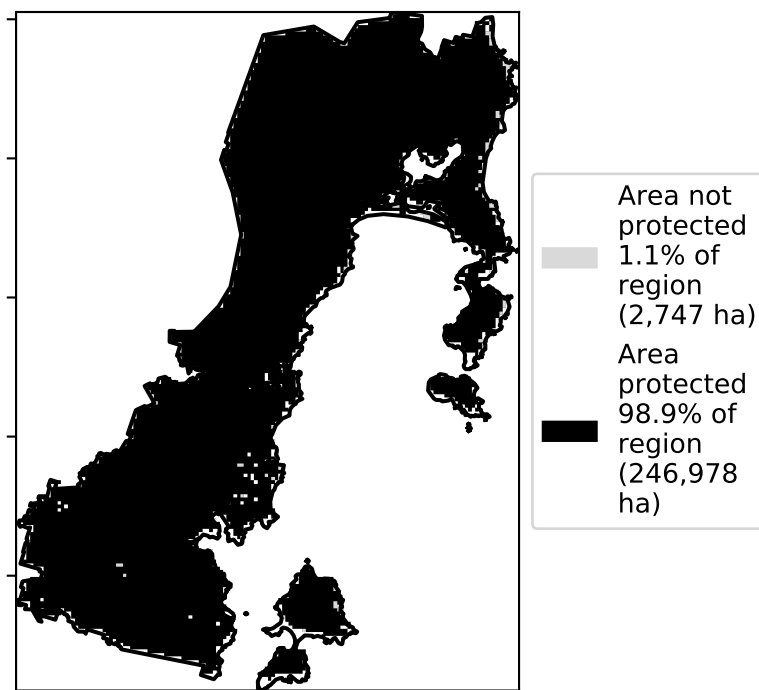 Area not
protected
1.1% of
region
(2,747 ha)
Area
protected
98.9% of
region
(246,978
ha)